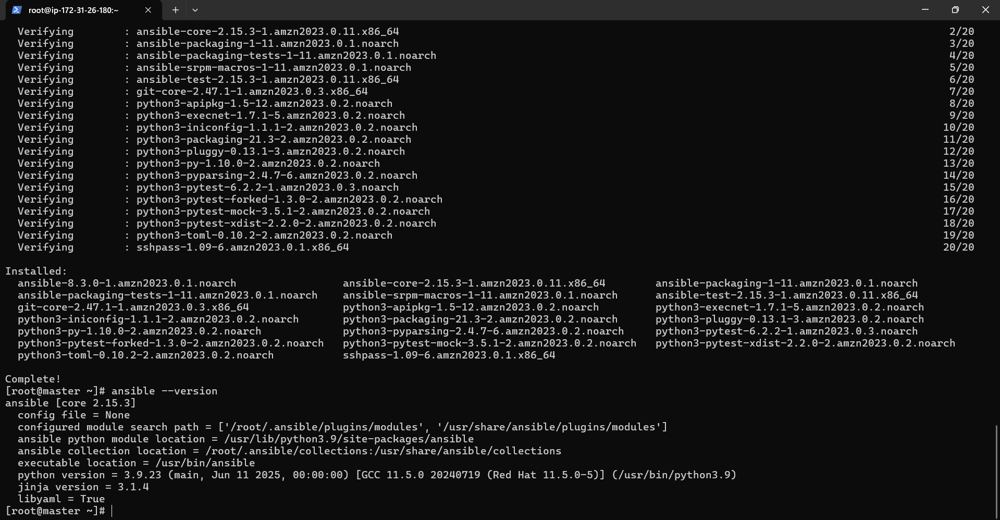 root@ip-172-31-26-180:~
Verifying : ansible-core-2.15.3-1.amzn2023.0.11.x86_64 2/20
Verifying : ansible-packaging-1-11.amzn2023.0.1.noarch 3/20
Verifying : ansible-packaging-tests-1-11.amzn2023.0.1.noarch 4/20
Verifying : ansible-srpm-macros-1-11.amzn2023.0.1.noarch 5/20
Verifying : ansible-test-2.15.3-1.amzn2023.0.11.x86_64 6/20
Verifying : git-core-2.47.1-1.amzn2023.0.3.x86_64 7/20
Verifying : python3-apipkg-1.5-12.amzn2023.0.2.noarch 8/20
Verifying : python3-execnet-1.7.1-5.amzn2023.0.2.noarch 9/20
Verifying : python3-iniconfig-1.1.1-2.amzn2023.0.2.noarch 10/20
Verifying : python3-packaging-21.3-2.amzn2023.0.2.noarch 11/20
Verifying : python3-pluggy-0.13.1-3.amzn2023.0.2.noarch 12/20
Verifying : python3-py-1.10.0-2.amzn2023.0.2.noarch 13/20
Verifying : python3-pyparsing-2.4.7-6.amzn2023.0.2.noarch 14/20
Verifying : python3-pytest-6.2.2-1.amzn2023.0.3.noarch 15/20
Verifying : python3-pytest-forked-1.3.0-2.amzn2023.0.2.noarch 16/20
Verifying : python3-pytest-mock-3.5.1-2.amzn2023.0.2.noarch 17/20
Verifying : python3-pytest-xdist-2.2.0-2.amzn2023.0.2.noarch 18/20
Verifying : python3-toml-0.10.2-2.amzn2023.0.2.noarch 19/20
Verifying : sshpass-1.09-6.amzn2023.0.1.x86_64 20/20
Installed:
ansible-8.3.0-1.amzn2023.0.1.noarch ansible-core-2.15.3-1.amzn2023.0.11.x86_64 ansible-packaging-1-11.amzn2023.0.1.noarch
ansible-packaging-tests-1-11.amzn2023.0.1.noarch ansible-srpm-macros-1-11.amzn2023.0.1.noarch ansible-test-2.15.3-1.amzn2023.0.11.x86_64
git-core-2.47.1-1.amzn2023.0.3.x86_64 python3-apipkg-1.5-12.amzn2023.0.2.noarch python3-execnet-1.7.1-5.amzn2023.0.2.noarch
python3-iniconfig-1.1.1-2.amzn2023.0.2.noarch python3-packaging-21.3-2.amzn2023.0.2.noarch python3-pluggy-0.13.1-3.amzn2023.0.2.noarch
python3-py-1.10.0-2.amzn2023.0.2.noarch python3-pyparsing-2.4.7-6.amzn2023.0.2.noarch python3-pytest-6.2.2-1.amzn2023.0.3.noarch
python3-pytest-forked-1.3.0-2.amzn2023.0.2.noarch python3-pytest-mock-3.5.1-2.amzn2023.0.2.noarch python3-pytest-xdist-2.2.0-2.amzn2023.0.2.noarch
python3-toml-0.10.2-2.amzn2023.0.2.noarch sshpass-1.09-6.amzn2023.0.1.x86_64
Complete!
[root@master ~]# ansible --version
ansible [core 2.15.3]
config file = None
configured module search path = ['/root/.ansible/plugins/modules', '/usr/share/ansible/plugins/modules']
ansible python module location = /usr/lib/python3.9/site-packages/ansible
ansible collection location = /root/.ansible/collections:/usr/share/ansible/collections
executable location = /usr/bin/ansible
python version = 3.9.23 (main, Jun 11 2025, 00:00:00) [GCC 11.5.0 20240719 (Red Hat 11.5.0-5)] (/usr/bin/python3.9)
jinja version = 3.1.4
libyaml = True
[root@master ~]#